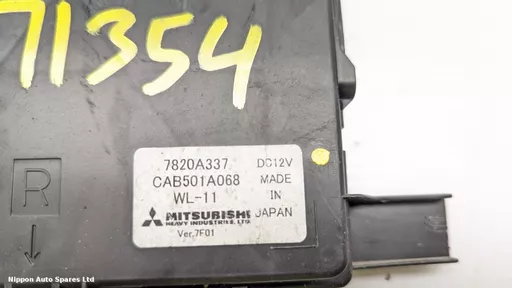 71354
7820A337 DC12V
CAB501A068 MADE
WL-11 IN
MITSUBISHI JAPAN
HEAVY INDUSTRIES, LTD.
Ver.7F01
R
Nippon Auto Spares Ltd